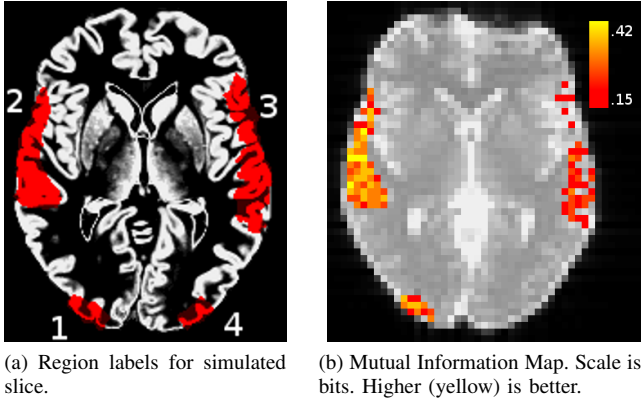 2
3
1
4
.42
.15
(a) Region labels for simulated
slice.
(b) Mutual Information Map. Scale is
bits. Higher (yellow) is better.